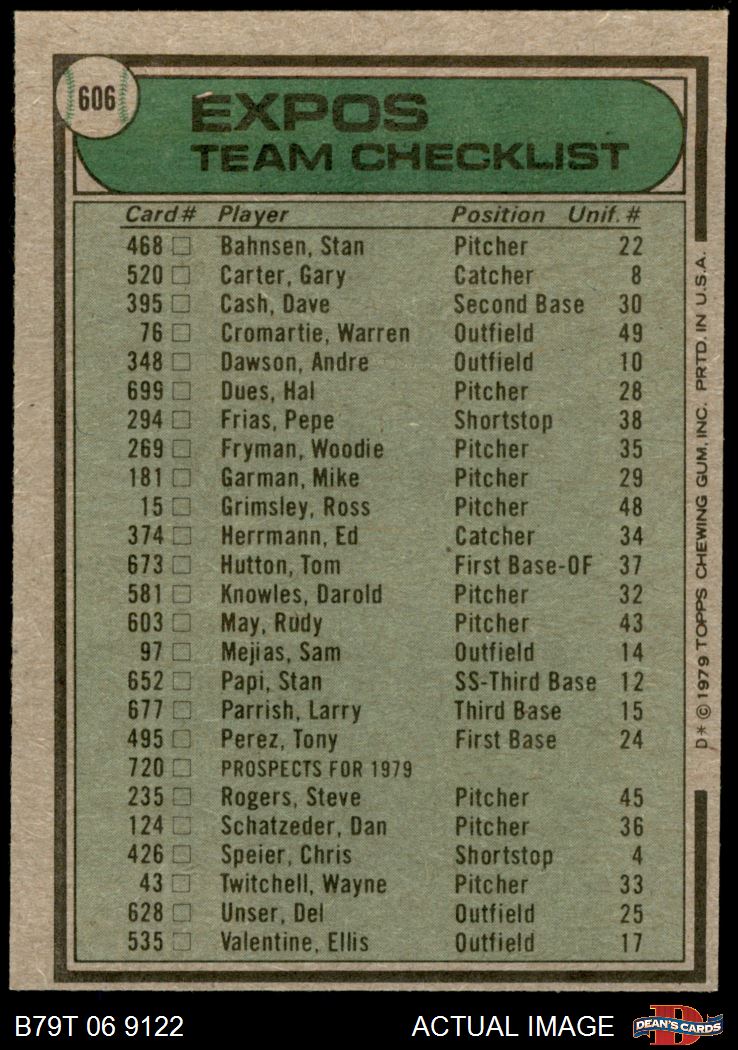 606
EXPOS
TEAM CHECKLIST
Card # Player Position Unif. #
468 Bahnsen, Stan Pitcher 22
520 Carter, Gary Catcher 8
395 Cash, Dave Second Base 30
76 Cromartie, Warren Outfield 49
348 Dawson, Andre Outfield 10
699 Dues, Hal Pitcher 28
294 Frias, Pepe Shortstop 38
269 Fryman, Woodie Pitcher 35
181 Garman, Mike Pitcher 29
15 Grimsley, Ross Pitcher 48
374 Herrmann, Ed Catcher 34
673 Hutton, Tom First Base-OF 37
581 Knowles, Darold Pitcher 32
603 May, Rudy Pitcher 43
97 Mejias, Sam Outfield 14
652 Papi, Stan SS-Third Base 12
677 Parrish, Larry Third Base 15
495 Perez, Tony First Base 24
720 PROSPECTS FOR 1979
235 Rogers, Steve Pitcher 45
124 Schatzeder, Dan Pitcher 36
426 Speier, Chris Shortstop 4
43 Twitchell, Wayne Pitcher 33
628 Unser, Del Outfield 25
535 Valentine, Ellis Outfield 17
D* © 1979 TOPPS CHEWING GUM, INC. PRTD. IN U.S.A.
B79T 06 9122 ACTUAL IMAGE
D
DEAN'S CARDS